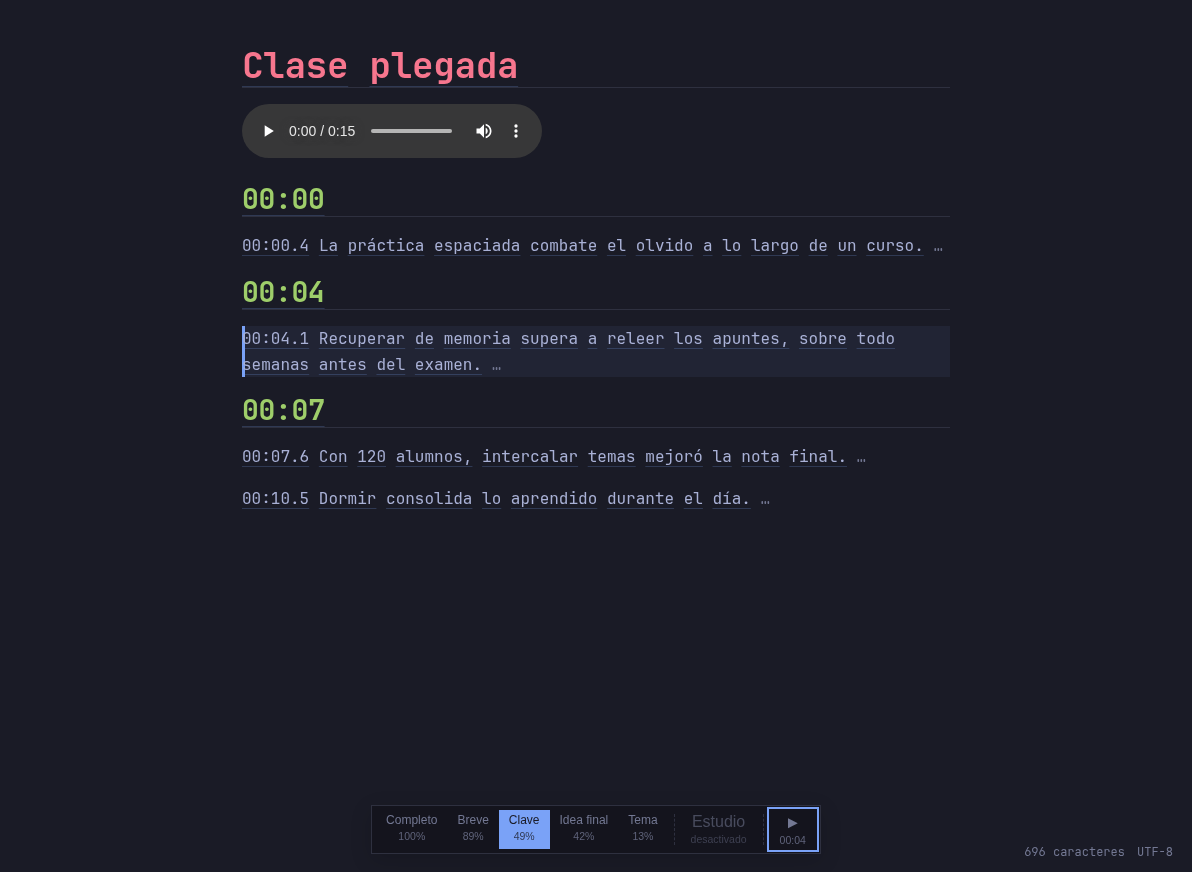 Clase plegada
0:00 / 0:15
00:00
00:00.4 La práctica espaciada combate el olvido a lo largo de un curso. …
00:04
00:04.1 Recuperar de memoria supera a releer los apuntes, sobre todo
semanas antes del examen. …
00:07
00:07.6 Con 120 alumnos, intercalar temas mejoró la nota final. …
00:10.5 Dormir consolida lo aprendido durante el día. …
Completo Breve Clave Idea final Tema Estudio
100% 89% 49% 42% 13% desactivado 00:04
696 caracteres UTF-8